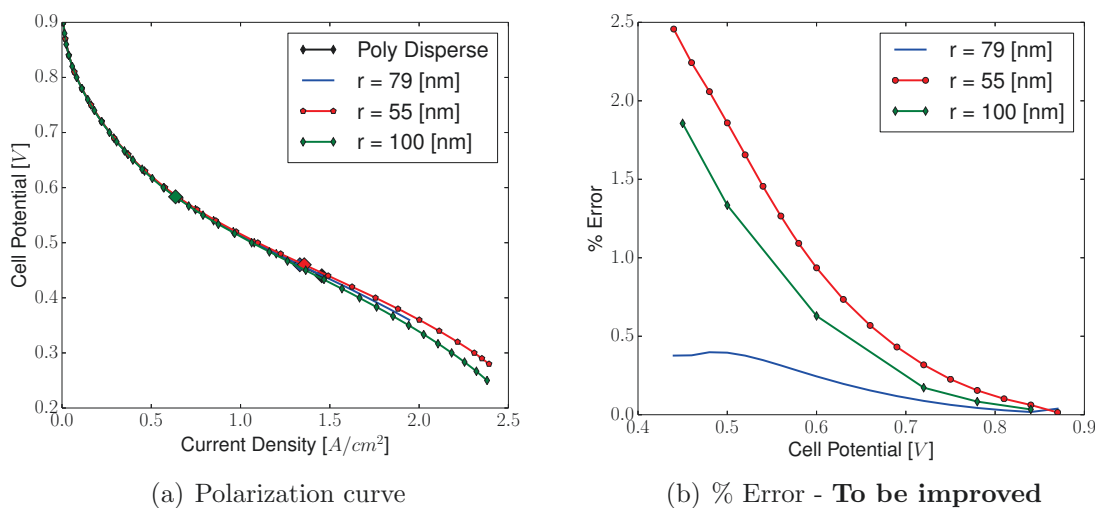 0.9
0.8
0.7
0.6
0.5
0.4
0.3
0.2
Cell Potential [V]
0.0
0.5
1.0
1.5
2.0
2.5
Current Density [A/cm²]
Poly Disperse
r = 79 [nm]
r = 55 [nm]
r = 100 [nm]
(a) Polarization curve
2.5
2.0
1.5
1.0
0.5
0.0
% Error
0.4
0.5
0.6
0.7
0.8
0.9
Cell Potential [V]
r = 79 [nm]
r = 55 [nm]
r = 100 [nm]
(b) % Error - To be improved